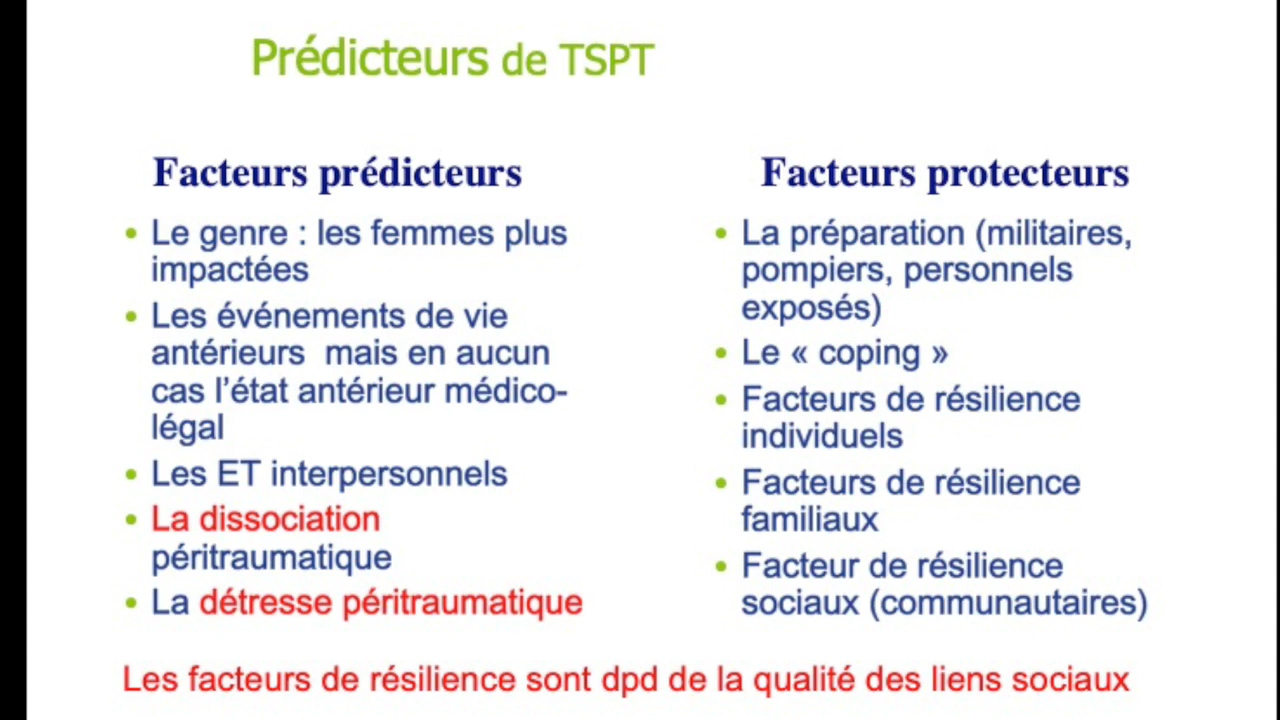 Prédicteurs de TSPT
Facteurs prédicteurs
• Le genre : les femmes plus
impactées
• Les événements de vie
antérieurs mais en aucun
cas l’état antérieur médico-
légal
• Les ET interpersonnels
• La dissociation
péritraumatique
• La détresse péritraumatique
Facteurs protecteurs
• La préparation (militaires,
pompiers, personnels
exposés)
• Le « coping »
• Facteurs de résilience
individuels
• Facteurs de résilience
familiaux
• Facteur de résilience
sociaux (communautaires)
Les facteurs de résilience sont dpd de la qualité des liens sociaux